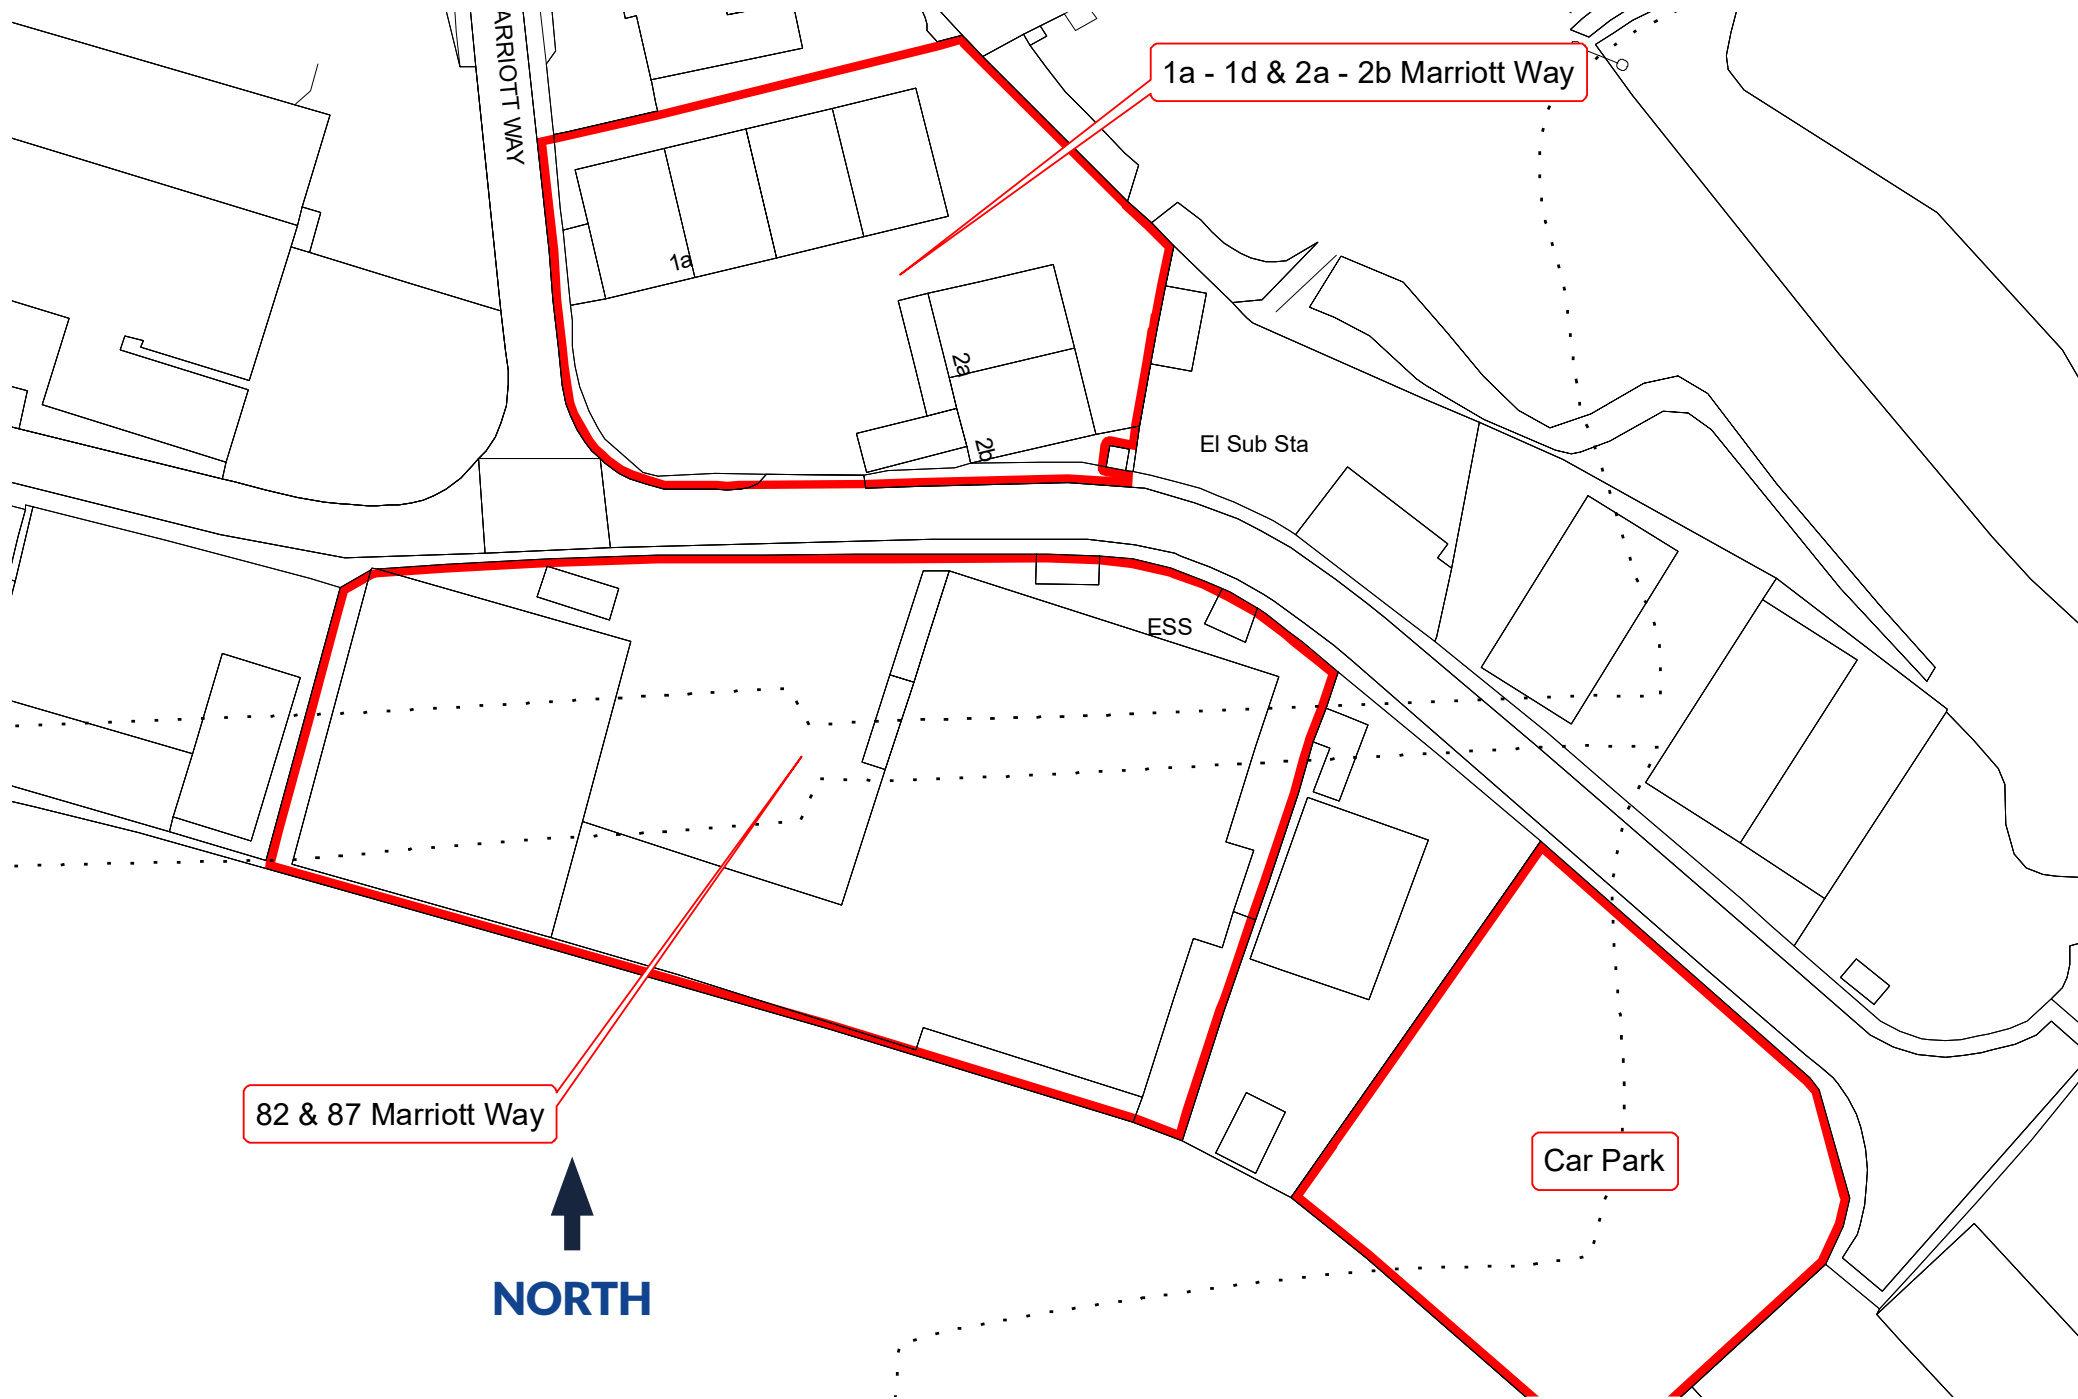 ARRIOTT WAY
1a - 1d & 2a - 2b Marriott Way
1a
2a
2b
El Sub Sta
ESS
82 & 87 Marriott Way
Car Park
NORTH